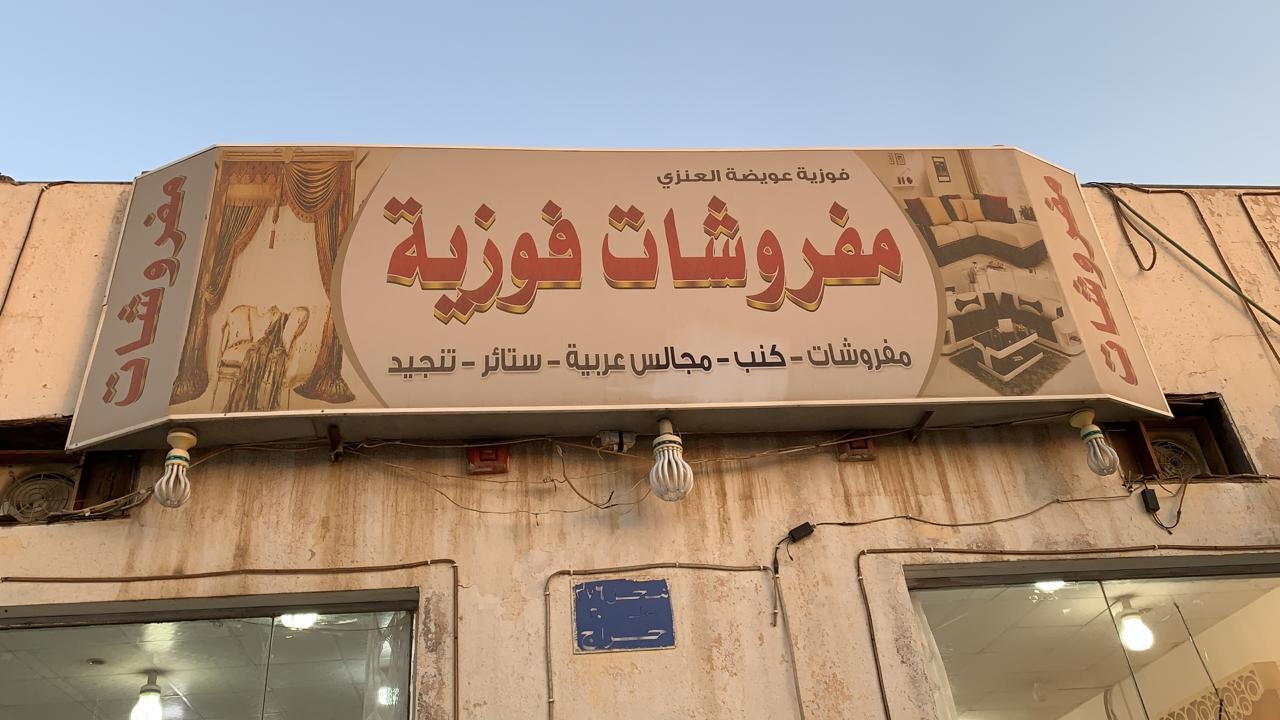 فوزية عويضة العنزي
مفروشات فوزية
مفروشات - كنب - مجالس عربية - ستائر - تنجيد
مفروشات
مفروشات
حراج